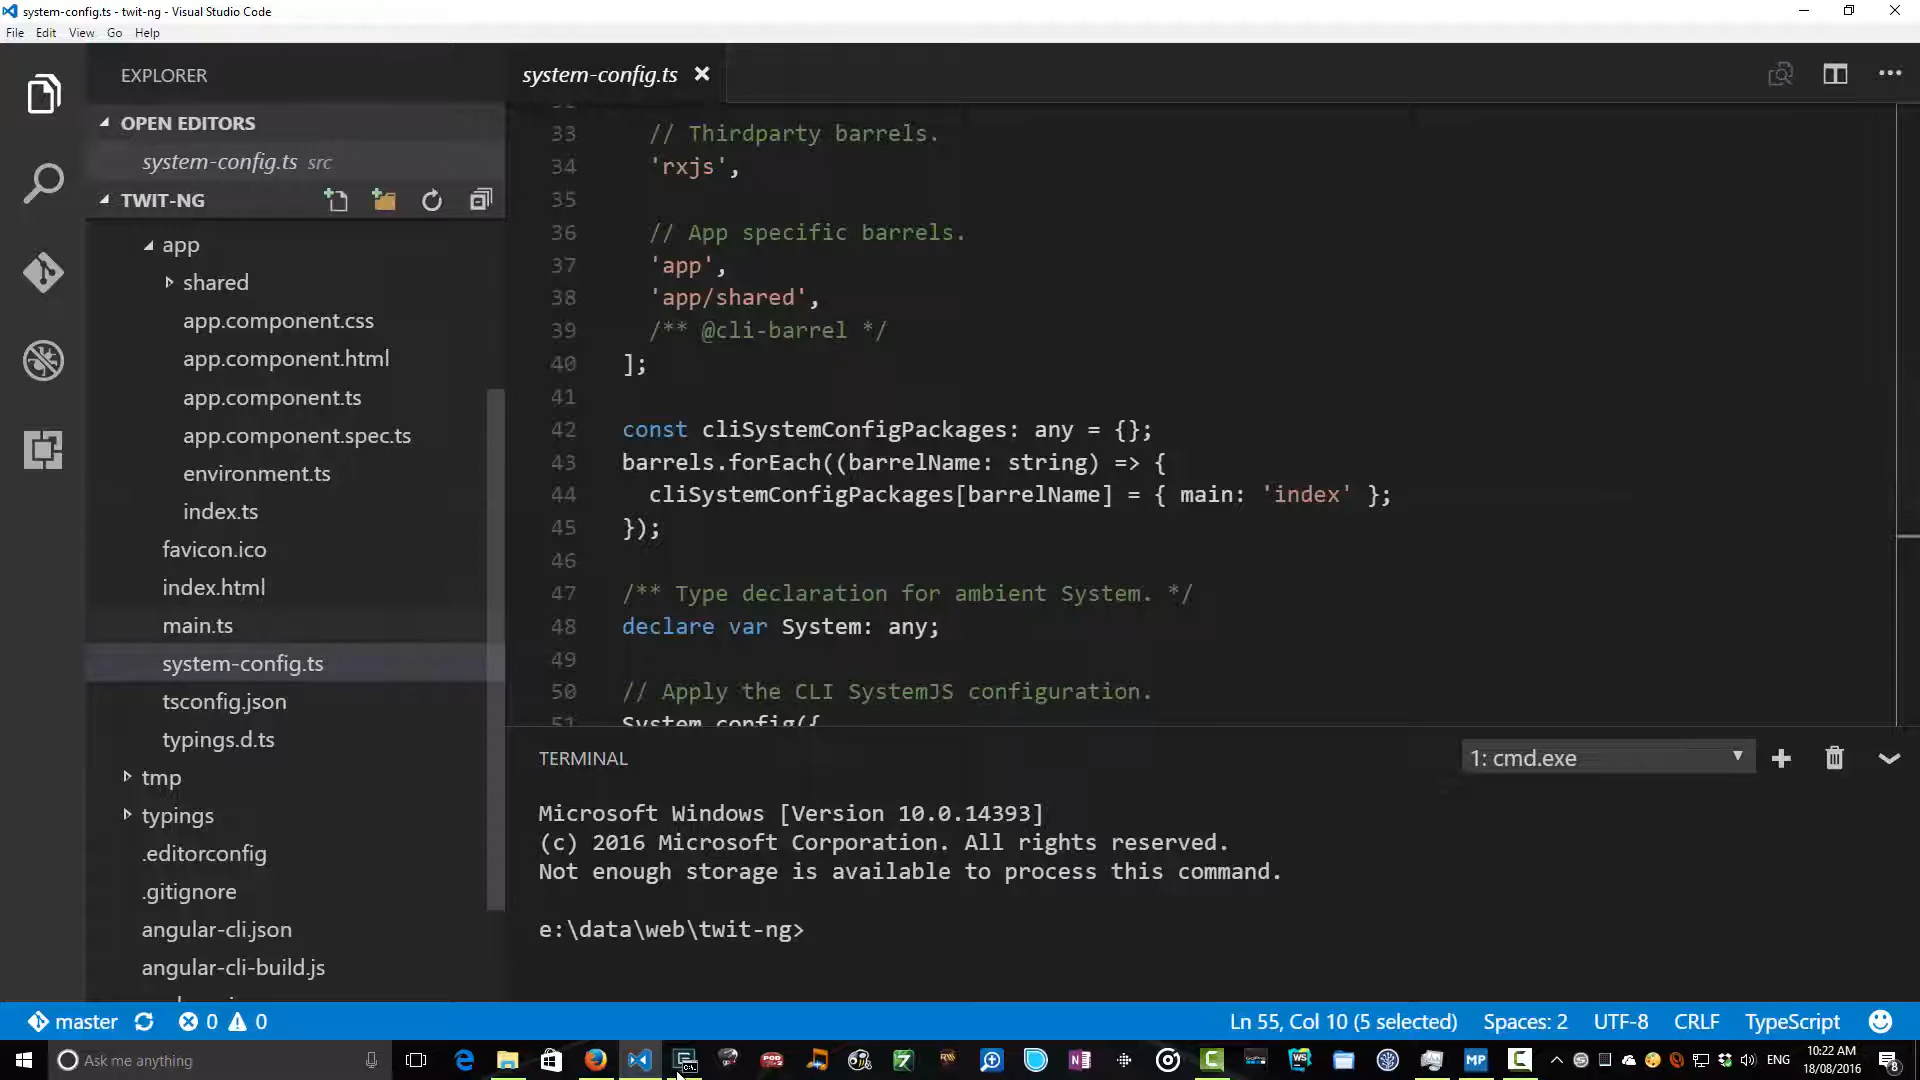 system-config.ts - twit-ng - Visual Studio Code
File Edit View Go Help
EXPLORER
OPEN EDITORS
system-config.ts src
TWIT-NG
app
shared
app.component.css
app.component.html
app.component.ts
app.component.spec.ts
environment.ts
index.ts
favicon.ico
index.html
main.ts
system-config.ts
tsconfig.json
typings.d.ts
tmp
typings
.editorconfig
.gitignore
angular-cli.json
angular-cli-build.js
system-config.ts
33 // Thirdparty barrels.
34 'rxjs',
35
36 // App specific barrels.
37 'app',
38 'app/shared',
39 /** @cli-barrel */
40 ];
41
42 const cliSystemConfigPackages: any = {};
43 barrels.forEach((barrelName: string) => {
44 cliSystemConfigPackages[barrelName] = { main: 'index' };
45 });
46
47 /** Type declaration for ambient System. */
48 declare var System: any;
49
50 // Apply the CLI SystemJS configuration.
51 System.config({
TERMINAL
1: cmd.exe
Microsoft Windows [Version 10.0.14393]
(c) 2016 Microsoft Corporation. All rights reserved.
Not enough storage is available to process this command.
e:\data\web\twit-ng>
master 0 0
Ln 55, Col 10 (5 selected) Spaces: 2 UTF-8 CRLF TypeScript
Ask me anything
ENG
10:22 AM
18/08/2016